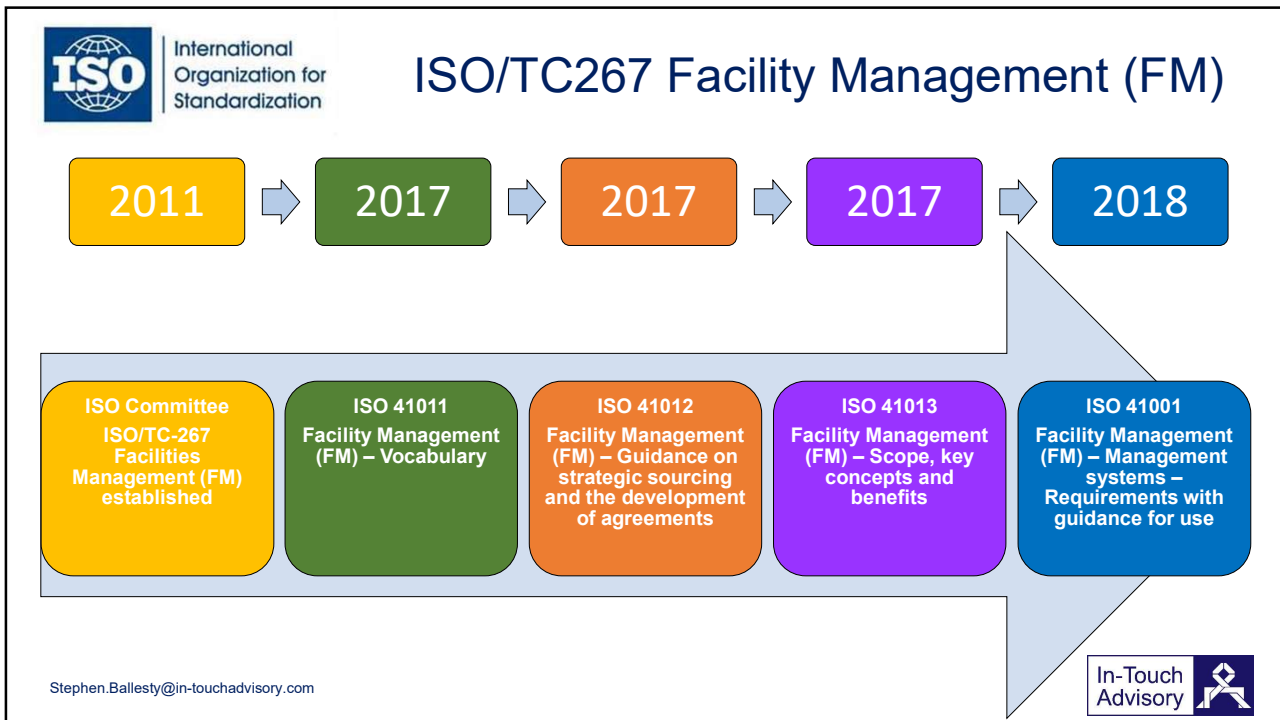 ISO
International
Organization for
Standardization
ISO/TC267 Facility Management (FM)
2011
2017
2017
2017
2018
ISO Committee
ISO/TC-267
Facilities
Management (FM)
established
ISO 41011
Facility Management
(FM) – Vocabulary
ISO 41012
Facility Management
(FM) – Guidance on
strategic sourcing
and the development
of agreements
ISO 41013
Facility Management
(FM) – Scope, key
concepts and
benefits
ISO 41001
Facility Management
(FM) – Management
systems –
Requirements with
guidance for use
Stephen.Ballesty@in-touchadvisory.com
In-Touch
Advisory